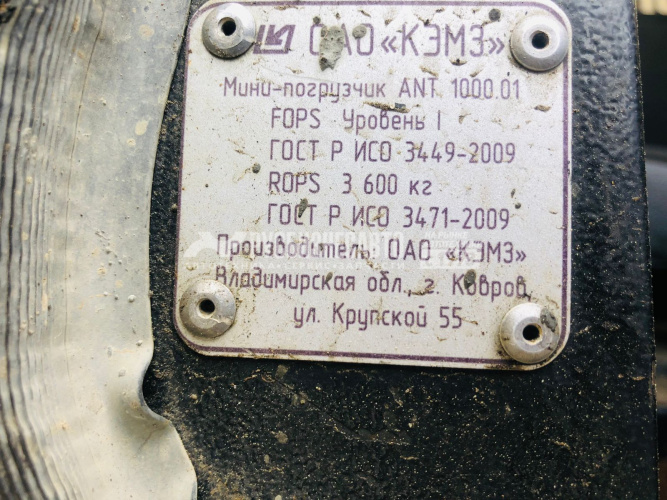 ОАО «КЭМЗ»
Мини-погрузчик ANT 1000.01
FOPS Уровень I
ГОСТ Р ИСО 3449-2009
ROPS 3 600 кг
ГОСТ Р ИСО 3471-2009
Производитель: ОАО «КЭМЗ»
Владимирская обл., г. Ковров,
ул. Крупской 55